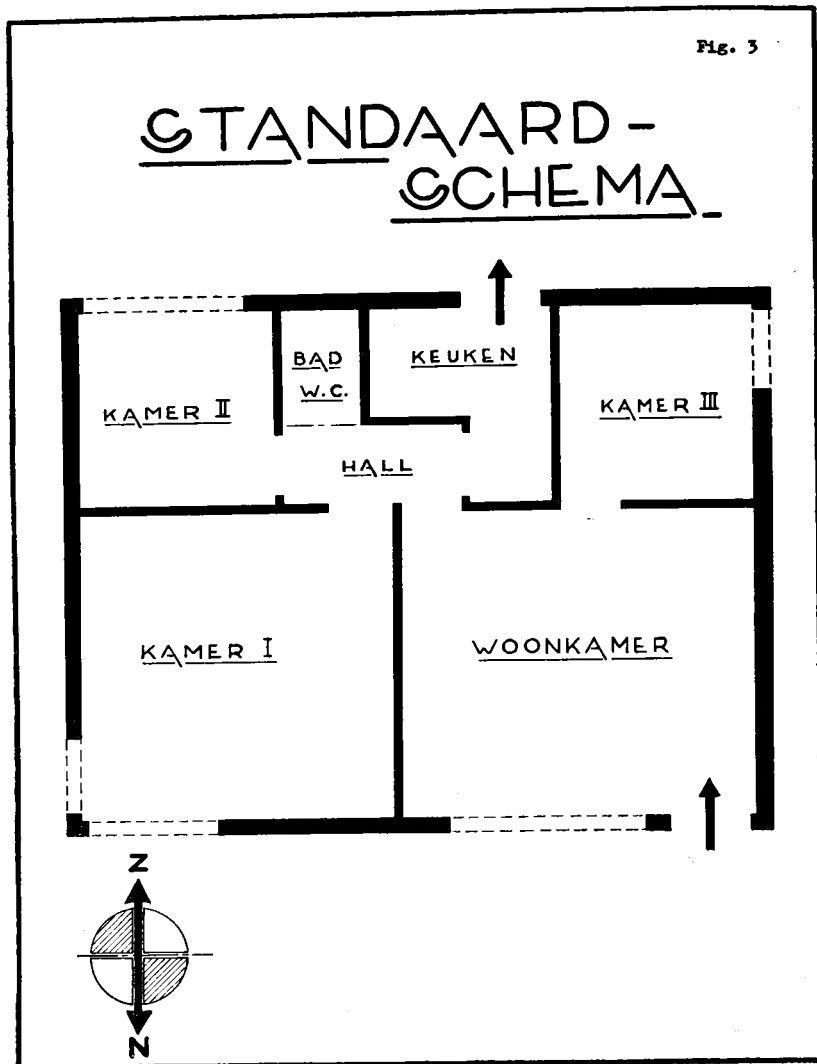 Fig. 3
STANDAARD-
SCHEMA
BAD
W.C.
KEUKEN
KAMER II
KAMER III
HALL
KAMER I
WOONKAMER
Z
N